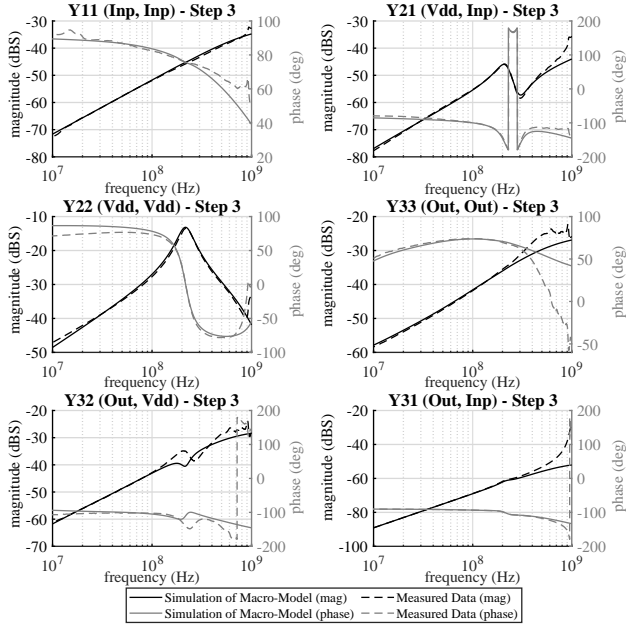 Y11 (Inp, Inp) - Step 3
-30
-40
-50
-60
-70
-80
magnitude (dBS)
100
80
60
40
20
phase (deg)
10^7
10^8
10^9
frequency (Hz)
Y21 (Vdd, Inp) - Step 3
-30
-40
-50
-60
-70
-80
magnitude (dBS)
200
100
0
-100
-200
phase (deg)
10^7
10^8
10^9
frequency (Hz)
Y22 (Vdd, Vdd) - Step 3
-10
-20
-30
-40
-50
magnitude (dBS)
100
50
0
-50
-100
phase (deg)
10^7
10^8
10^9
frequency (Hz)
Y33 (Out, Out) - Step 3
-10
-20
-30
-40
-50
-60
magnitude (dBS)
100
50
0
-50
phase (deg)
10^7
10^8
10^9
frequency (Hz)
Y32 (Out, Vdd) - Step 3
-20
-30
-40
-50
-60
-70
magnitude (dBS)
200
100
0
-100
-200
phase (deg)
10^7
10^8
10^9
frequency (Hz)
Y31 (Out, Inp) - Step 3
-20
-40
-60
-80
-100
magnitude (dBS)
200
100
0
-100
-200
phase (deg)
10^7
10^8
10^9
frequency (Hz)
Simulation of Macro-Model (mag)
Measured Data (mag)
Simulation of Macro-Model (phase)
Measured Data (phase)